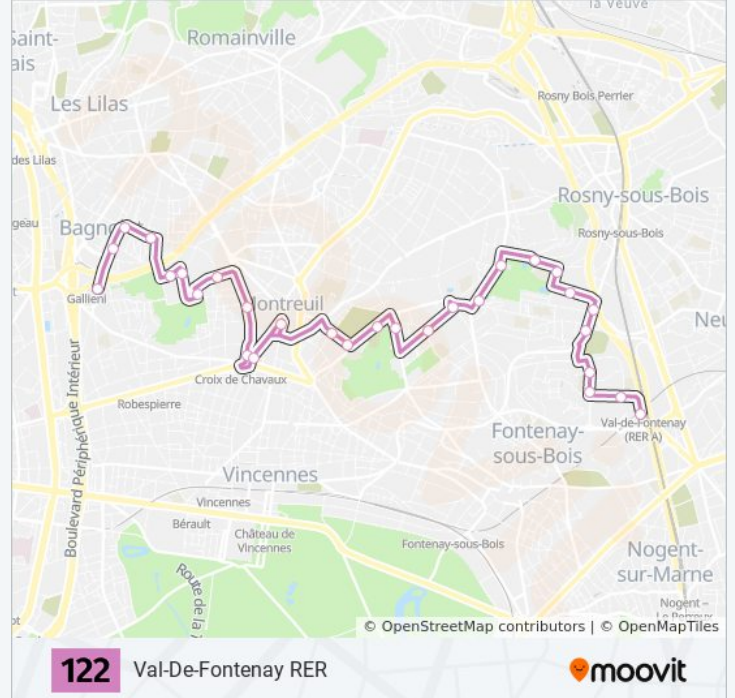 la Veuve
Saint-
ais
Romainville
Rosny Bois Perrier
Les Lilas
des Lilas
Rosny-sous-Bois
geau
Rosny-sous-Bois
Gallieni
Montreuil
Neu
Croix de Chavaux
Robespierre
Boulevard Périphérique Intérieur
Val-de-Fontenay
(RER A)
Fontenay-
sous-Bois
Vincennes
Vincennes
Bérault
Château de
Vincennes
Fontenay-sous-Bois
Nogent-
sur-Marne
Route de la
Nogent –
Le Perreux
© OpenStreetMap contributors | © OpenMapTiles
122 Val-De-Fontenay RER
moovit